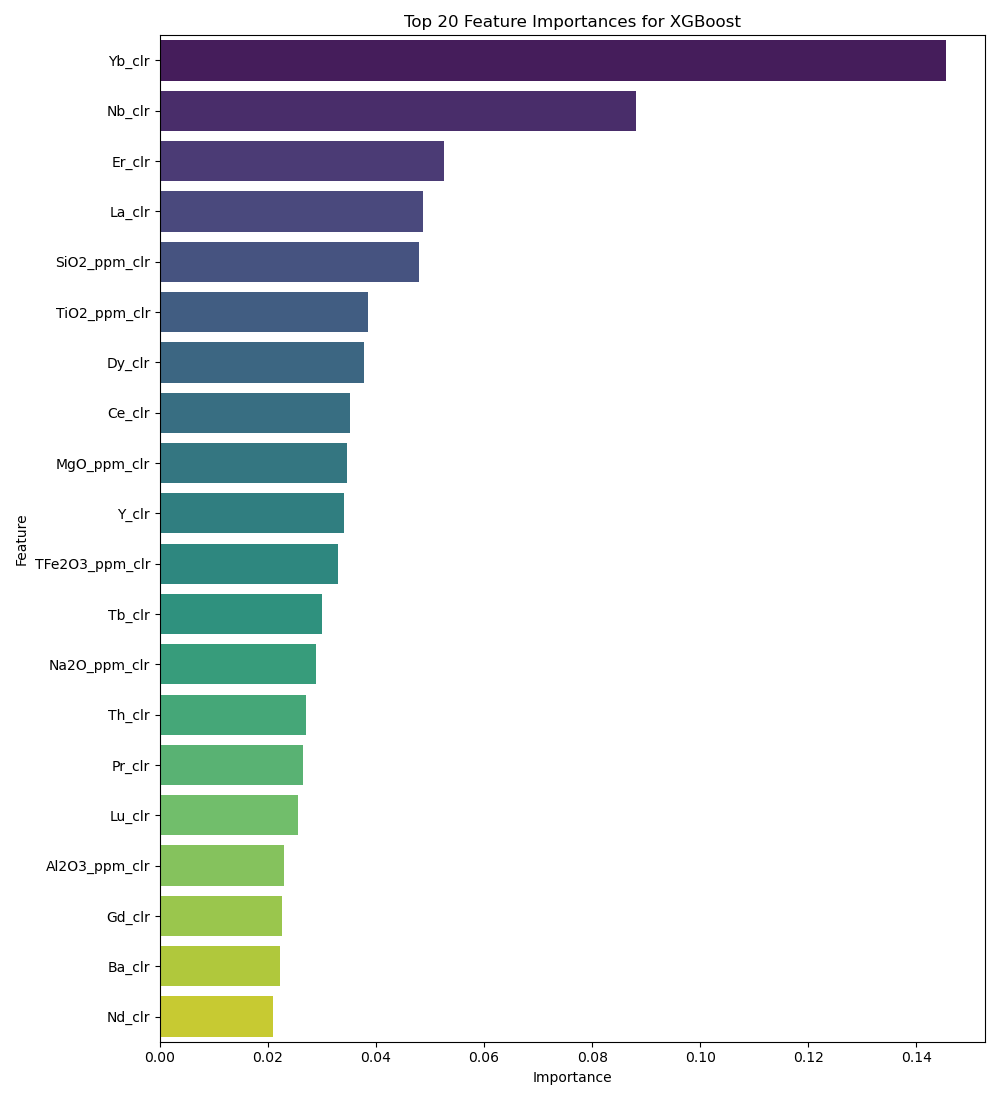 Top 20 Feature Importances for XGBoost
Yb_clr
Nb_clr
Er_clr
La_clr
SiO2_ppm_clr
TiO2_ppm_clr
Dy_clr
Ce_clr
MgO_ppm_clr
Y_clr
TFe2O3_ppm_clr
Tb_clr
Na2O_ppm_clr
Th_clr
Pr_clr
Lu_clr
Al2O3_ppm_clr
Gd_clr
Ba_clr
Nd_clr
Feature
0.00 0.02 0.04 0.06 0.08 0.10 0.12 0.14
Importance